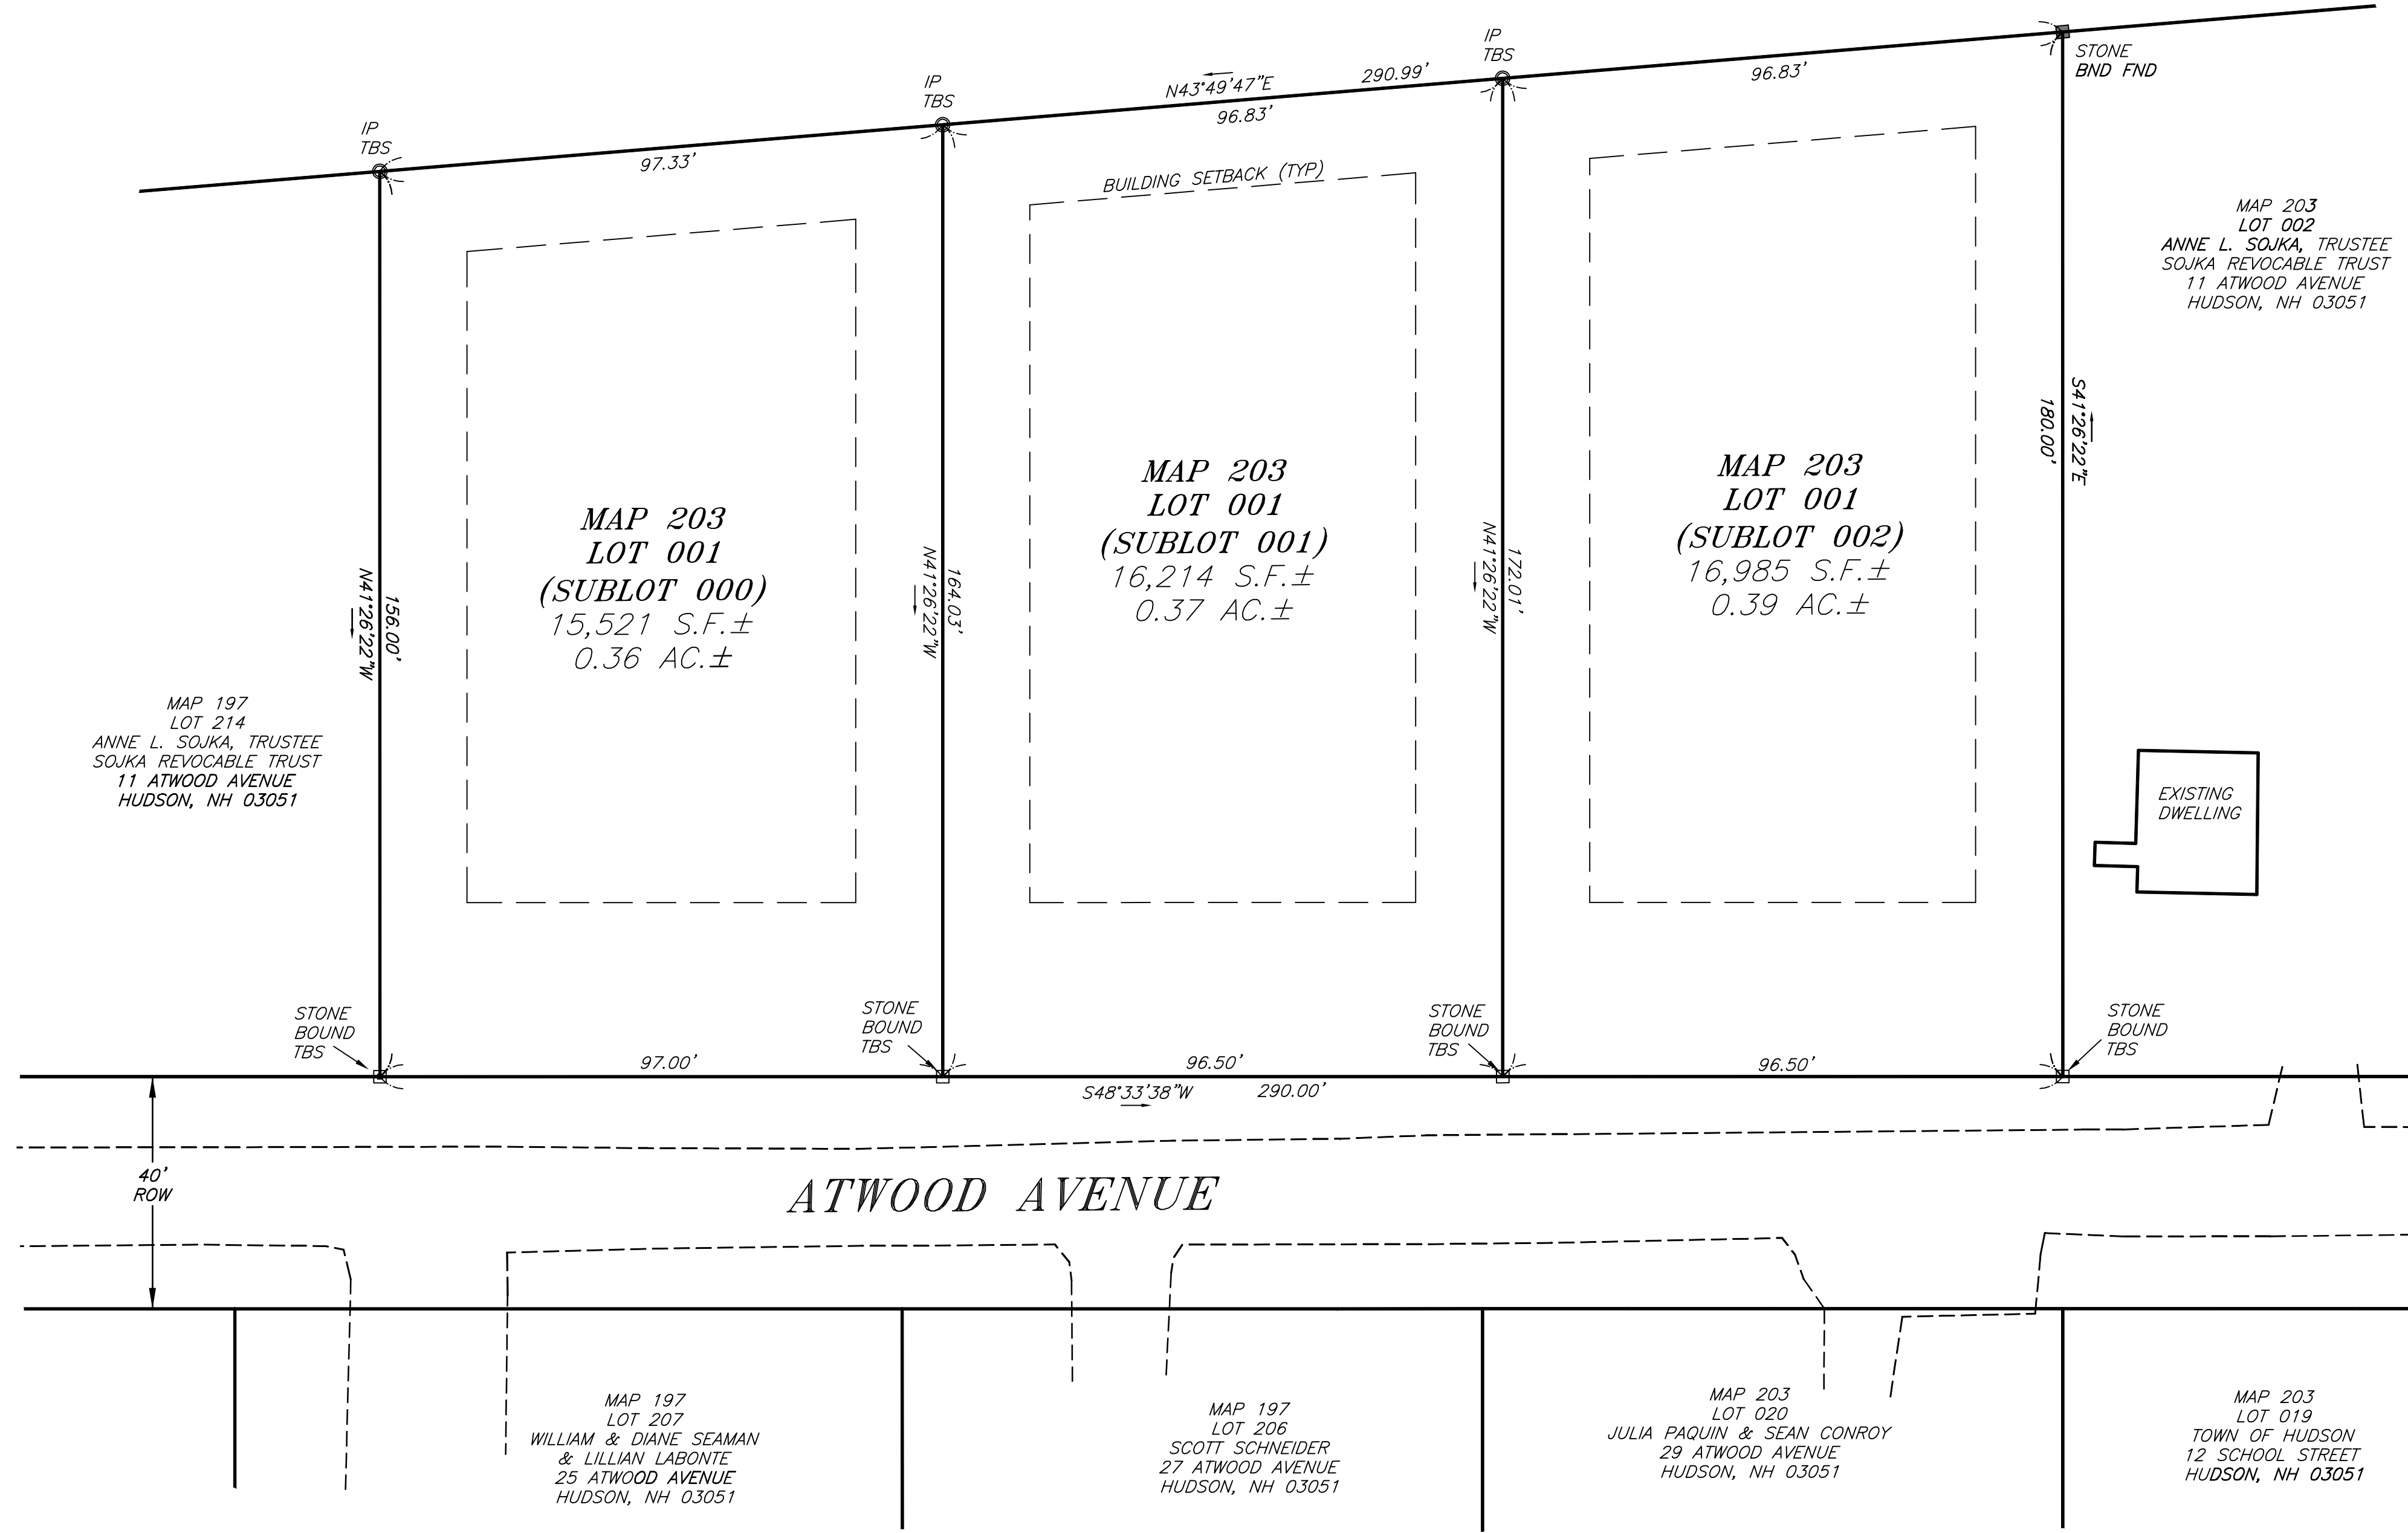 IP
TBS
IP
TBS
IP
TBS
STONE
BND FND
N43°49'47"E
290.99'
97.33'
96.83'
96.83'
BUILDING SETBACK (TYP)
MAP 203
LOT 002
ANNE L. SOJKA, TRUSTEE
SOJKA REVOCABLE TRUST
11 ATWOOD AVENUE
HUDSON, NH 03051
MAP 203
LOT 001
(SUBLOT 000)
15,521 S.F.±
0.36 AC.±
MAP 203
LOT 001
(SUBLOT 001)
16,214 S.F.±
0.37 AC.±
MAP 203
LOT 001
(SUBLOT 002)
16,985 S.F.±
0.39 AC.±
N41°26'22"W
156.00'
N41°26'22"W
164.03'
N41°26'22"W
172.01'
180.00'
S41°26'22"E
MAP 197
LOT 214
ANNE L. SOJKA, TRUSTEE
SOJKA REVOCABLE TRUST
11 ATWOOD AVENUE
HUDSON, NH 03051
EXISTING
DWELLING
STONE
BOUND
TBS
STONE
BOUND
TBS
STONE
BOUND
TBS
STONE
BOUND
TBS
97.00'
96.50'
96.50'
S48°33'38"W
290.00'
40'
ROW
ATWOOD AVENUE
MAP 197
LOT 207
WILLIAM & DIANE SEAMAN
& LILLIAN LABONTE
25 ATWOOD AVENUE
HUDSON, NH 03051
MAP 197
LOT 206
SCOTT SCHNEIDER
27 ATWOOD AVENUE
HUDSON, NH 03051
MAP 203
LOT 020
JULIA PAQUIN & SEAN CONROY
29 ATWOOD AVENUE
HUDSON, NH 03051
MAP 203
LOT 019
TOWN OF HUDSON
12 SCHOOL STREET
HUDSON, NH 03051